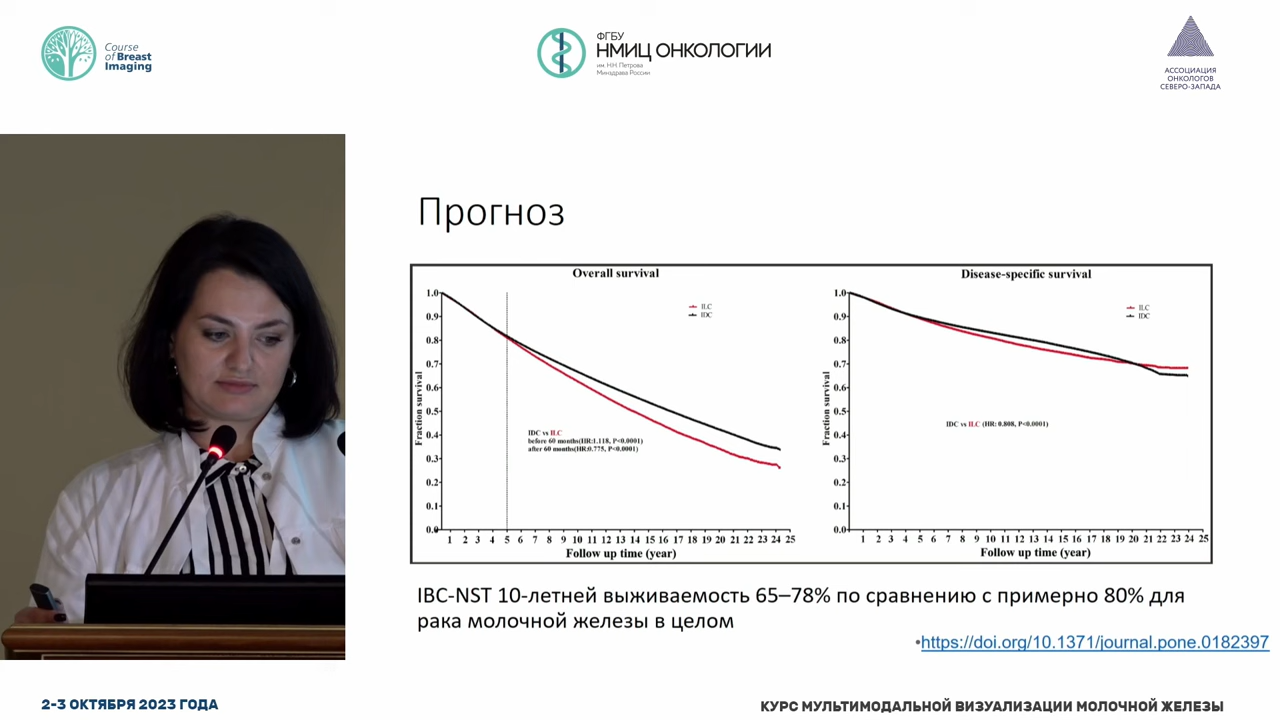 Course
of Breast
Imaging
ФГБУ
НМИЦ ОНКОЛОГИИ
им. Н.Н. Петрова
Минздрава России
АССОЦИАЦИЯ
ОНКОЛОГОВ
СЕВЕРО-ЗАПАДА
Прогноз
Overall survival
ILC
IDC
1.0
0.9
0.8
0.7
0.6
0.5
0.4
0.3
0.2
0.1
0.0
Fraction survival
IDC vs ILC
before 60 months(HR:1.118, P<0.0001)
after 60 months(HR:0.775, P<0.0001)
1 2 3 4 5 6 7 8 9 10 11 12 13 14 15 16 17 18 19 20 21 22 23 24 25
Follow up time (year)
Disease-specific survival
ILC
IDC
1.0
0.9
0.8
0.7
0.6
0.5
0.4
0.3
0.2
0.1
0.0
Fraction survival
IDC vs ILC (HR: 0.808, P<0.0001)
1 2 3 4 5 6 7 8 9 10 11 12 13 14 15 16 17 18 19 20 21 22 23 24 25
Follow up time (year)
IBC-NST 10-летней выживаемость 65–78% по сравнению с примерно 80% для
рака молочной железы в целом
•https://doi.org/10.1371/journal.pone.0182397
2-3 ОКТЯБРЯ 2023 ГОДА
КУРС МУЛЬТИМОДАЛЬНОЙ ВИЗУАЛИЗАЦИИ МОЛОЧНОЙ ЖЕЛЕЗЫ